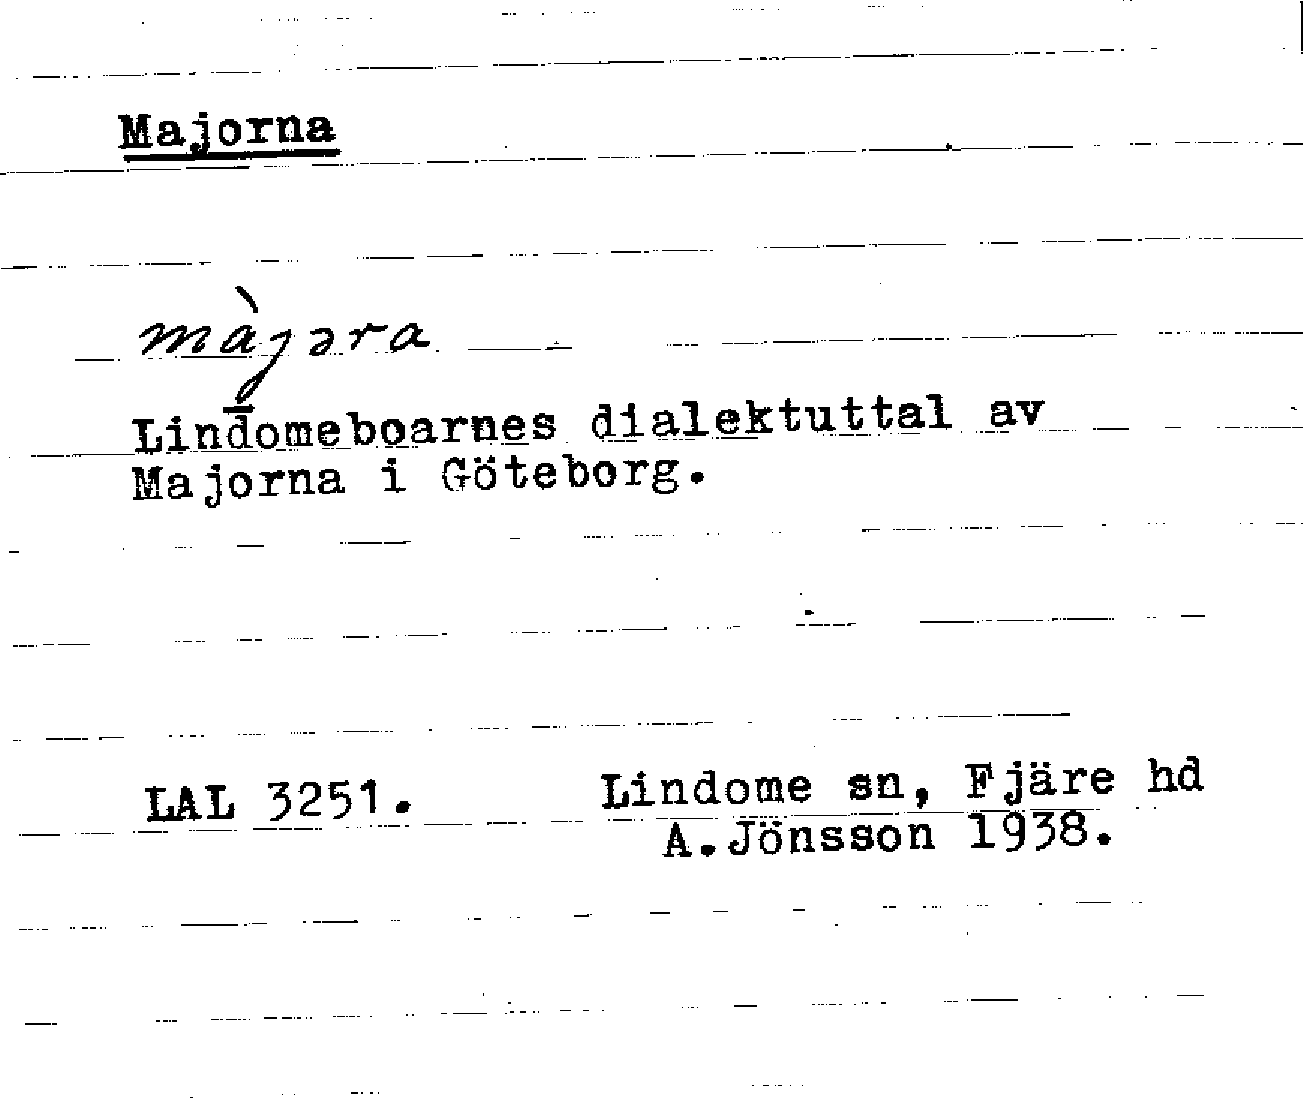 Majorna
màjəra
Lindomeboarnes dialektuttal av
Majorna i Göteborg.
LAL 3251. Lindome sn, Fjäre hd
A.Jönsson 1938.